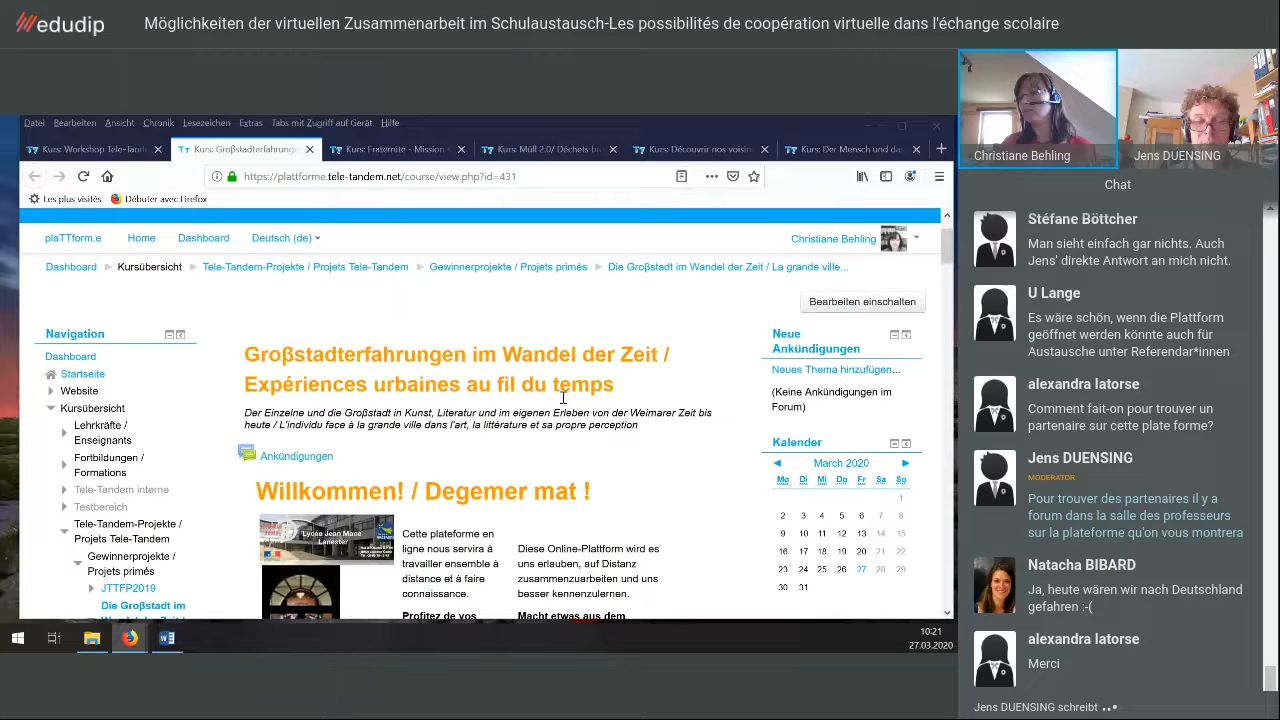 edudip
Möglichkeiten der virtuellen Zusammenarbeit im Schulaustausch-Les possibilités de coopération virtuelle dans l'échange scolaire
Datei Bearbeiten Ansicht Chronik Lesezeichen Extras Tabs mit Zugriff auf Gerät Hilfe
Kurs: Workshop Tele-Tand
Kurs: Großstadterfahrung
Kurs: Fraternité - Mission
Kurs: Müll 2.0/ Déchets
Kurs: Découvrir nos voisin
Kurs: Der Mensch und da
https://plattforme.tele-tandem.net/course/view.php?id=431
Les plus visités
Débuter avec Firefox
plaTTform.e
Home
Dashboard
Deutsch (de)
Christiane Behling
Dashboard
Kursübersicht
Tele-Tandem-Projekte / Projets Tele-Tandem
Gewinnerprojekte / Projets primés
Die Großstadt im Wandel der Zeit / La grande ville...
Bearbeiten einschalten
Navigation
Dashboard
Startseite
Website
Kursübersicht
Lehrkräfte /
Enseignants
Fortbildungen /
Formations
Tele-Tandem interne
Testbereich
Tele-Tandem-Projekte /
Projets Tele-Tandem
Gewinnerprojekte /
Projets primés
JTTFP2019
Die Großstadt im
Großstadterfahrungen im Wandel der Zeit /
Expériences urbaines au fil du temps
Der Einzelne und die Großstadt in Kunst, Literatur und im eigenen Erleben von der Weimarer Zeit bis
heute / L'individu face à la grande ville dans l'art, la littérature et sa propre perception
Ankündigungen
Willkommen! / Degemer mat !
Lycée Jean Macé
Lanester
Cette plateforme en
ligne nous servira à
travailler ensemble à
distance et à faire
connaissance.
Profitez de vos
Diese Online-Plattform wird es
uns erlauben, auf Distanz
zusammenzuarbeiten und uns
besser kennenzulernen.
Macht etwas aus dem
Neue
Ankündigungen
Neues Thema hinzufügen...
(Keine Ankündigungen im
Forum)
Kalender
March 2020
Mo Di Mi Do Fr Sa So
1
2 3 4 5 6 7 8
9 10 11 12 13 14 15
16 17 18 19 20 21 22
23 24 25 26 27 28 29
30 31
10:21
27.03.2020
Christiane Behling
Jens DUENSING
Chat
Stéfane Böttcher
Man sieht einfach gar nichts. Auch
Jens' direkte Antwort an mich nicht.
U Lange
Es wäre schön, wenn die Plattform
geöffnet werden könnte auch für
Austausche unter Referendar*innen
alexandra latorse
Comment fait-on pour trouver un
partenaire sur cette plate forme?
Jens DUENSING
MODERATOR
Pour trouver des partenaires il y a
forum dans la salle des professeurs
sur la plateforme qu'on vous montrera
Natacha BIBARD
Ja, heute wären wir nach Deutschland
gefahren :-(
alexandra latorse
Merci
Jens DUENSING schreibt